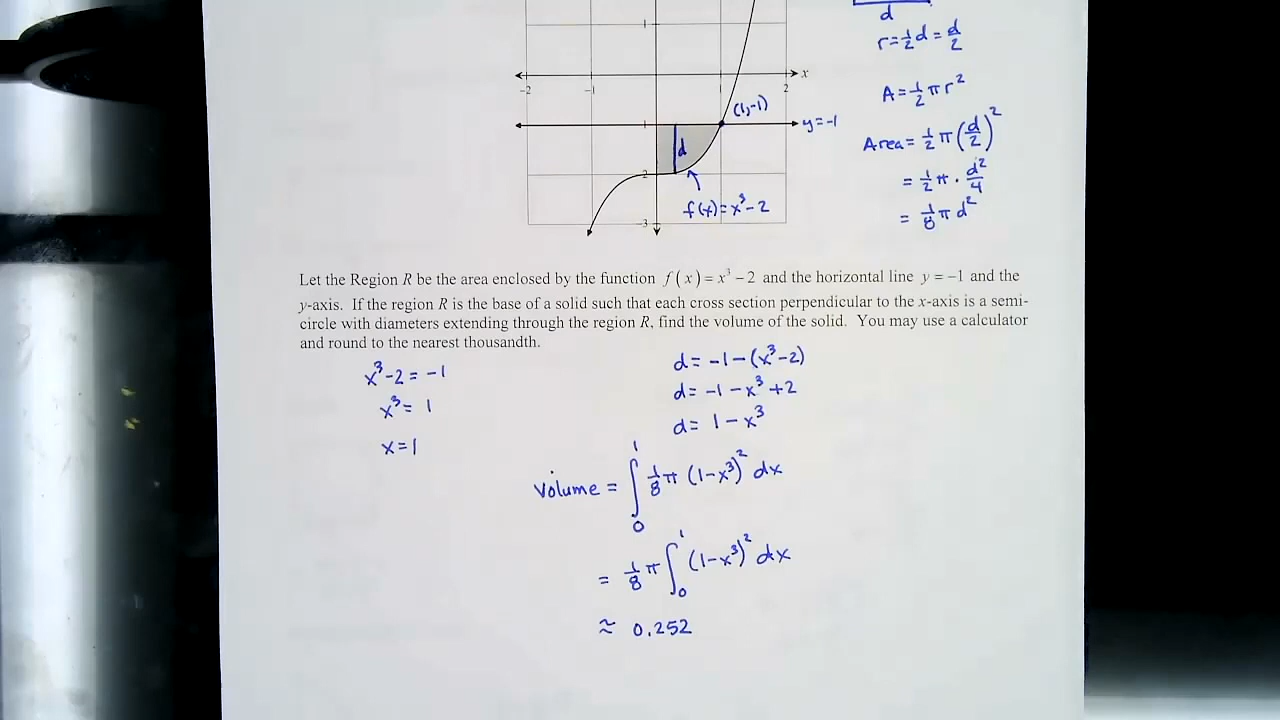 1
d
r = 1/2 d = d/2
x
-2
-1
2
(1,-1)
A = 1/2 π r²
y = -1
d
Area = 1/2 π (d/2)²
-2
= 1/2 π · d²/4
f(x) = x³ - 2
= 1/8 π d²
-3
Let the Region R be the area enclosed by the function f(x) = x³ - 2 and the horizontal line y = -1 and the
y-axis. If the region R is the base of a solid such that each cross section perpendicular to the x-axis is a semi-
circle with diameters extending through the region R, find the volume of the solid. You may use a calculator
and round to the nearest thousandth.
x³ - 2 = -1
x³ = 1
x = 1
d = -1 - (x³ - 2)
d = -1 - x³ + 2
d = 1 - x³
Volume = ∫₀¹ 1/8 π (1 - x³)² dx
= 1/8 π ∫₀¹ (1 - x³)² dx
≈ 0.252